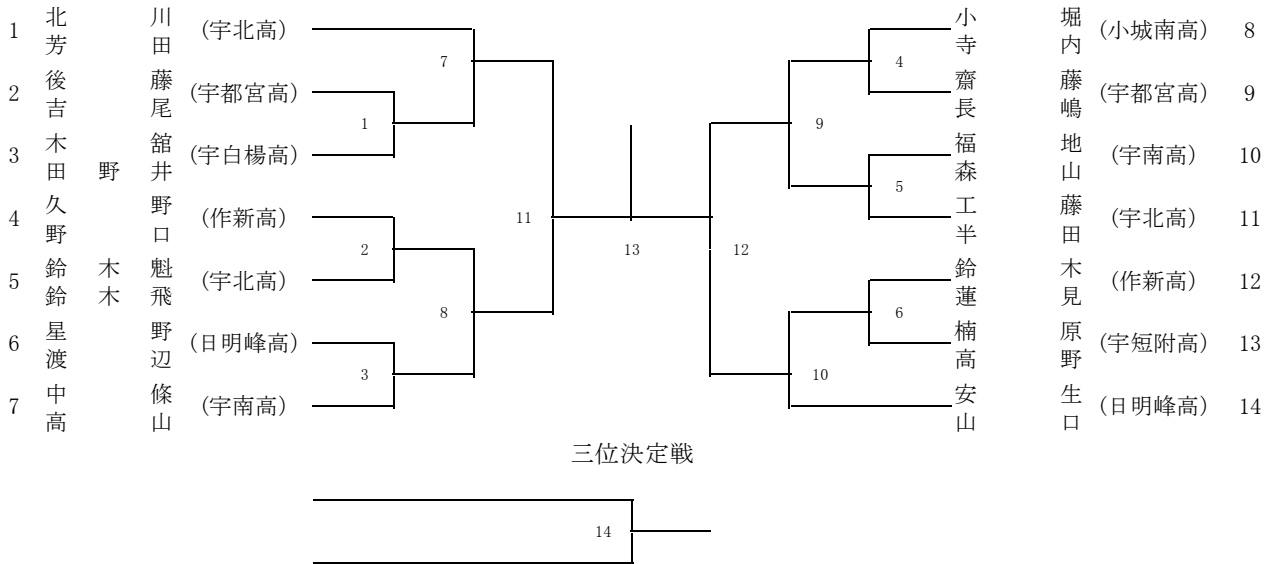 1 北川 芳田 (宇北高)
2 後藤 吉尾 (宇都宮高)
3 木舘 田野井 (宇白楊高)
4 久野 野口 (作新高)
5 鈴木魁 鈴木飛 (宇北高)
6 星野 渡辺 (日明峰高)
7 中條 高山 (宇南高)
7
1
11
2
8
3
13
12
4
9
5
6
10
小堀 寺内 (小城南高) 8
齋藤 長嶋 (宇都宮高) 9
福地 森山 (宇南高) 10
工藤 半田 (宇北高) 11
鈴木 蓮見 (作新高) 12
楠原 高野 (宇短附高) 13
安生 山口 (日明峰高) 14
三位決定戦
14